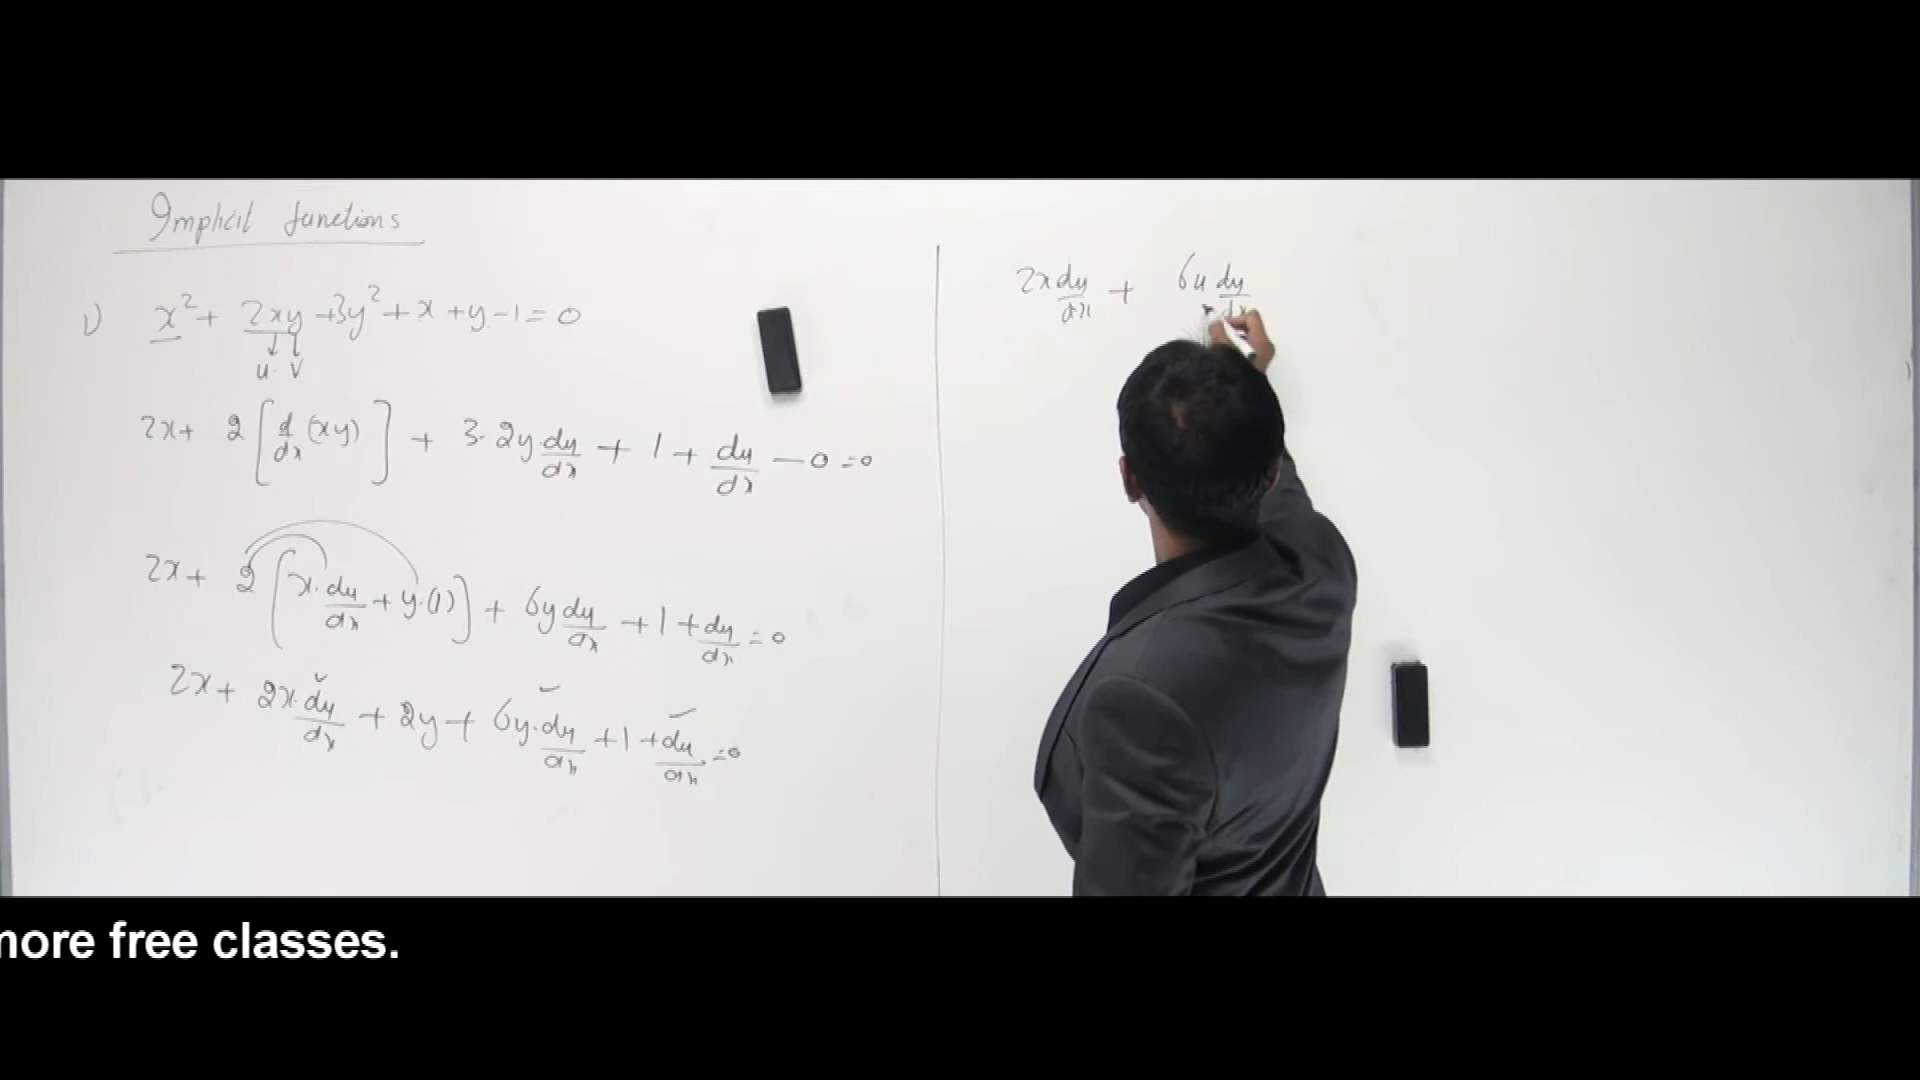 Implicit functions
1) x² + 2xy + 3y² + x + y - 1 = 0
u . v
2x + 2 [d/dx (xy)] + 3 . 2y dy/dx + 1 + dy/dx - 0 = 0
2x + 2 [x . dy/dx + y . (1)] + 6y dy/dx + 1 + dy/dx = 0
2x + 2x . dy/dx + 2y + 6y . dy/dx + 1 + dy/dx = 0
2x dy/dx + 6y dy/dx
more free classes.